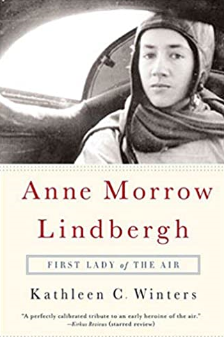 Anne Morrow
Lindbergh
FIRST LADY of THE AIR
Kathleen C. Winters
"A perfectly calibrated tribute to an early heroine of the air."
—Kirkus Reviews (starred review)